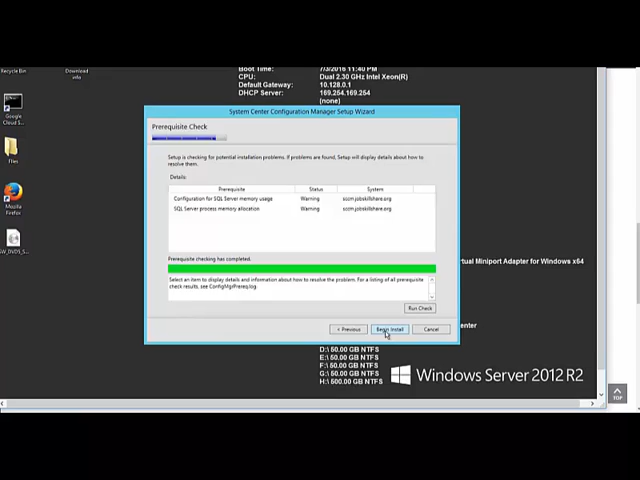 Recycle Bin
Download
info
Boot Time: 7/3/2016 11:40 PM
CPU: Dual 2.30 GHz Intel Xeon(R)
Default Gateway: 10.128.0.1
DHCP Server: 169.254.169.254
(none)
System Center Configuration Manager Setup Wizard
Google
Cloud S...
Prerequisite Check
Setup is checking for potential installation problems. If problems are found, Setup will display details about how to resolve
them.
Files
Details:
Prerequisite Status System
Configuration for SQL Server memory usage Warning sccm.jobskillshare.org
SQL Server process memory allocation Warning sccm.jobskillshare.org
Mozilla
Firefox
SW_DVD5_S...
Prerequisite checking has completed.
rtual Miniport Adapter for Windows x64
Select an item to display details and information about how to resolve the problem. For a listing of all prerequisite
check results, see ConfigMgrPrereq.log.
Run Check
< Previous
Begin Install
Cancel
enter
D:\ 50.00 GB NTFS
E:\ 50.00 GB NTFS
F:\ 50.00 GB NTFS
G:\ 50.00 GB NTFS
H:\ 500.00 GB NTFS
Windows Server 2012 R2
TOP